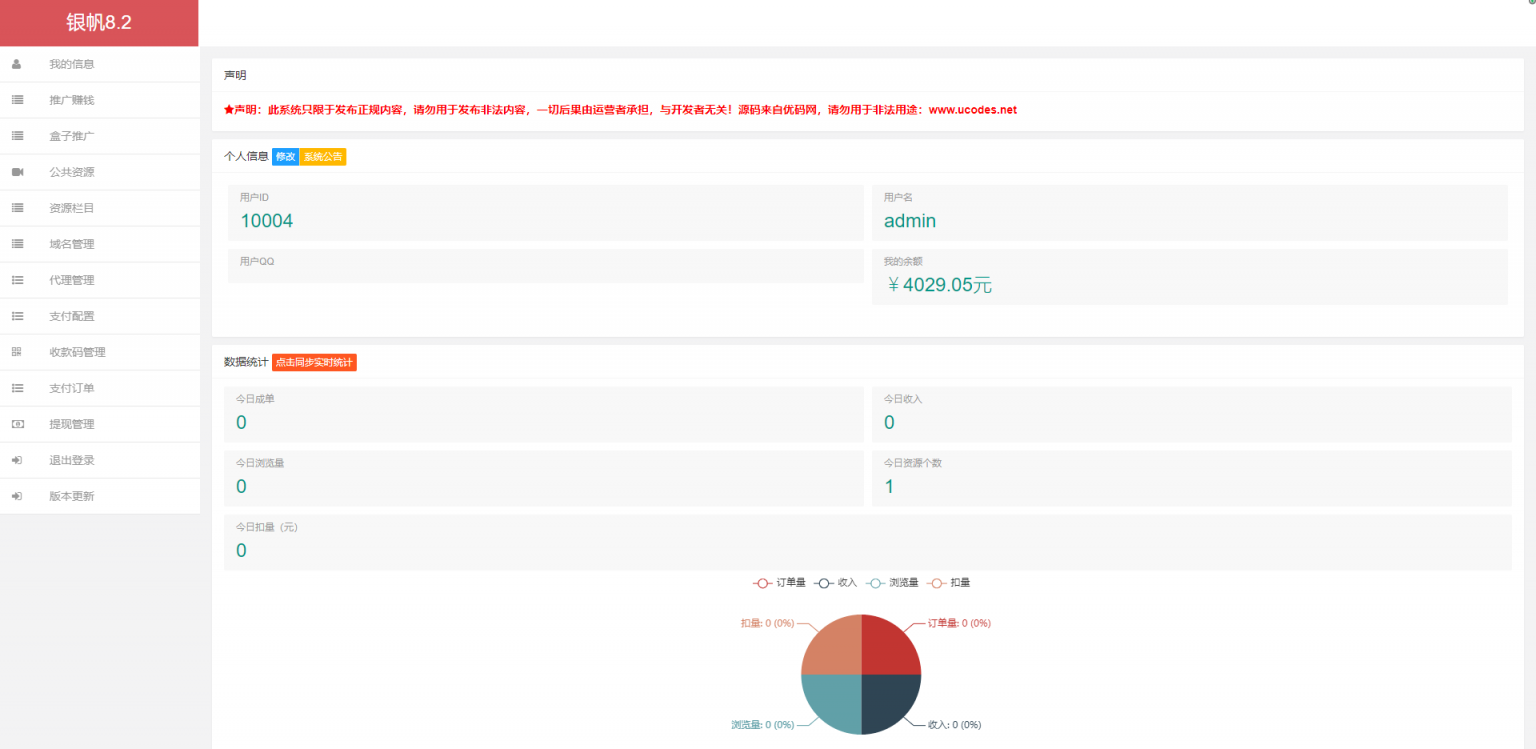 银帆8.2
我的信息
推广赚钱
盒子推广
公共资源
资源栏目
域名管理
代理管理
支付配置
收款码管理
支付订单
提现管理
退出登录
版本更新
声明
★声明：此系统只限于发布正规内容，请勿用于发布非法内容，一切后果由运营者承担，与开发者无关！源码来自优码网，请勿用于非法用途：www.ucodes.net
个人信息 修改 系统公告
用户ID
10004
用户名
admin
用户QQ
我的余额
￥4029.05元
数据统计 点击同步实时统计
今日成单
0
今日收入
0
今日浏览量
0
今日资源个数
1
今日扣量（元）
0
订单量 收入 浏览量 扣量
扣量: 0 (0%)
订单量: 0 (0%)
浏览量: 0 (0%)
收入: 0 (0%)